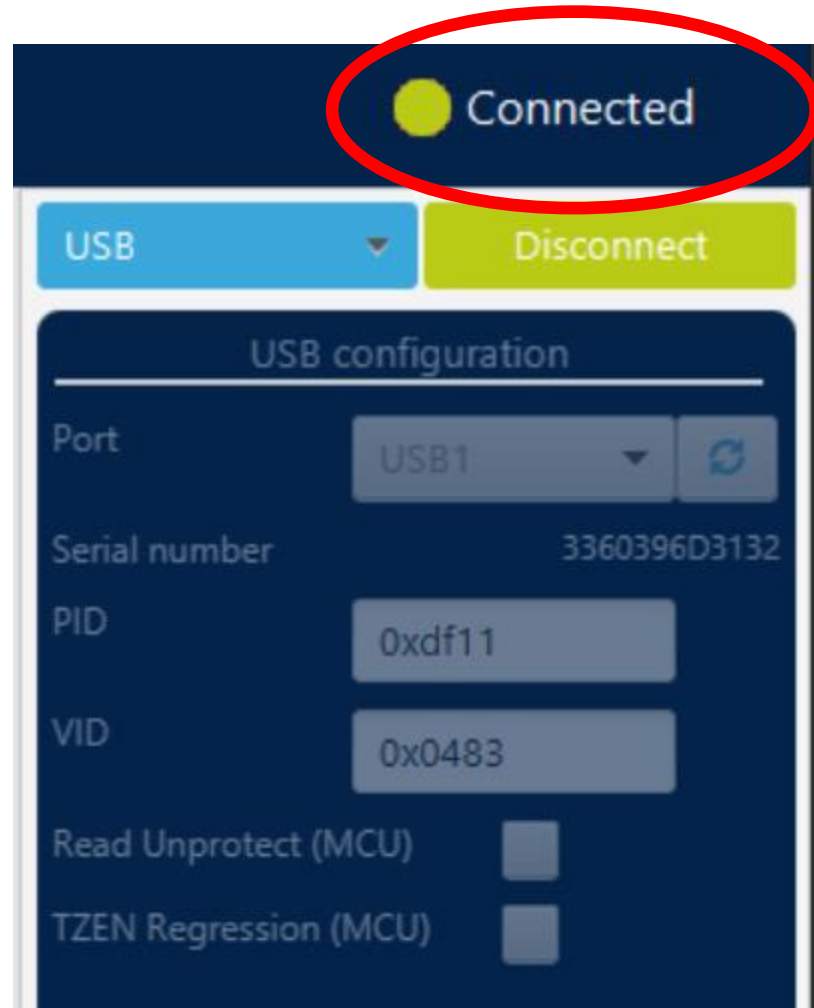 Connected
USB Disconnect
USB configuration
Port USB1
Serial number 3360396D3132
PID 0xdf11
VID 0x0483
Read Unprotect (MCU)
TZEN Regression (MCU)